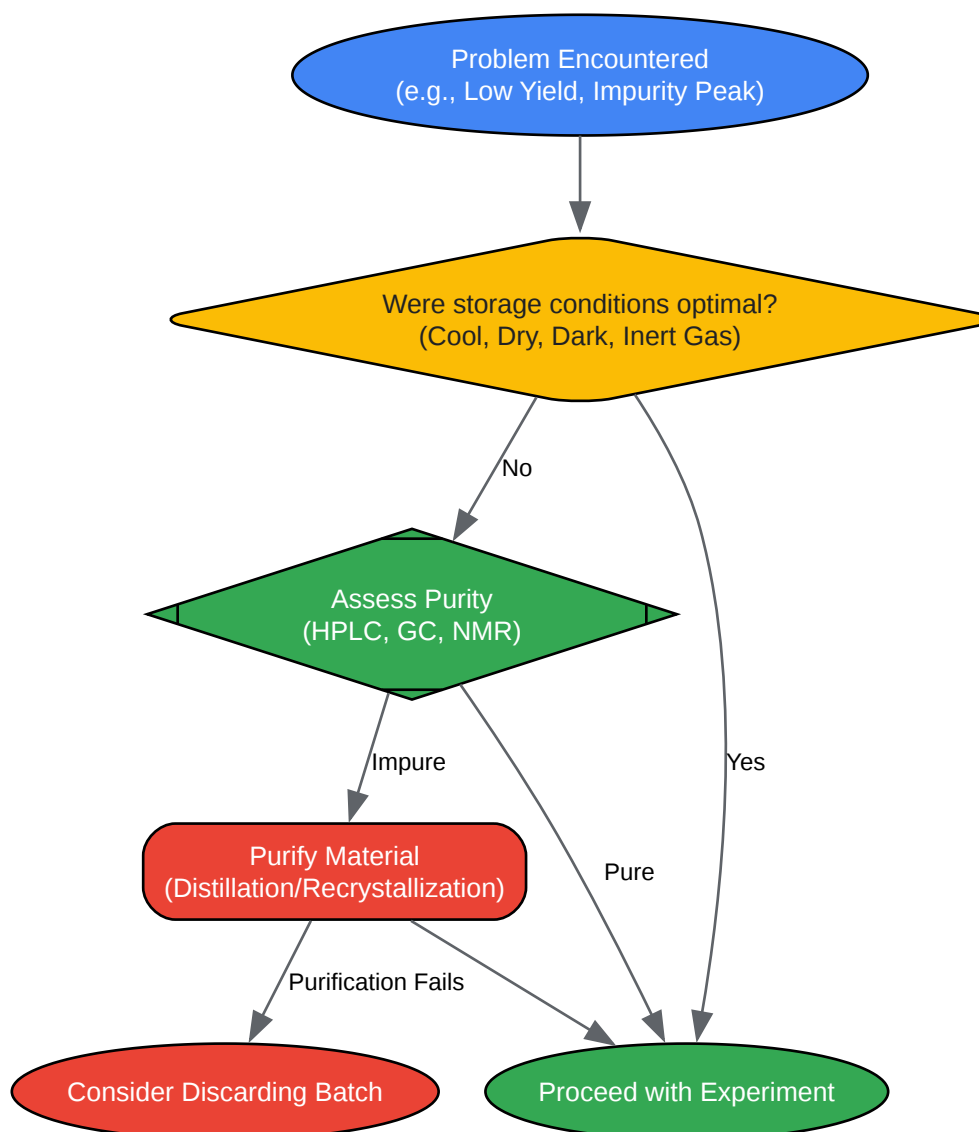 Problem Encountered
(e.g., Low Yield, Impurity Peak)
Were storage conditions optimal?
(Cool, Dry, Dark, Inert Gas)
No
Assess Purity
(HPLC, GC, NMR)
Impure
Yes
Purify Material
(Distillation/Recrystallization)
Pure
Purification Fails
Consider Discarding Batch
Proceed with Experiment